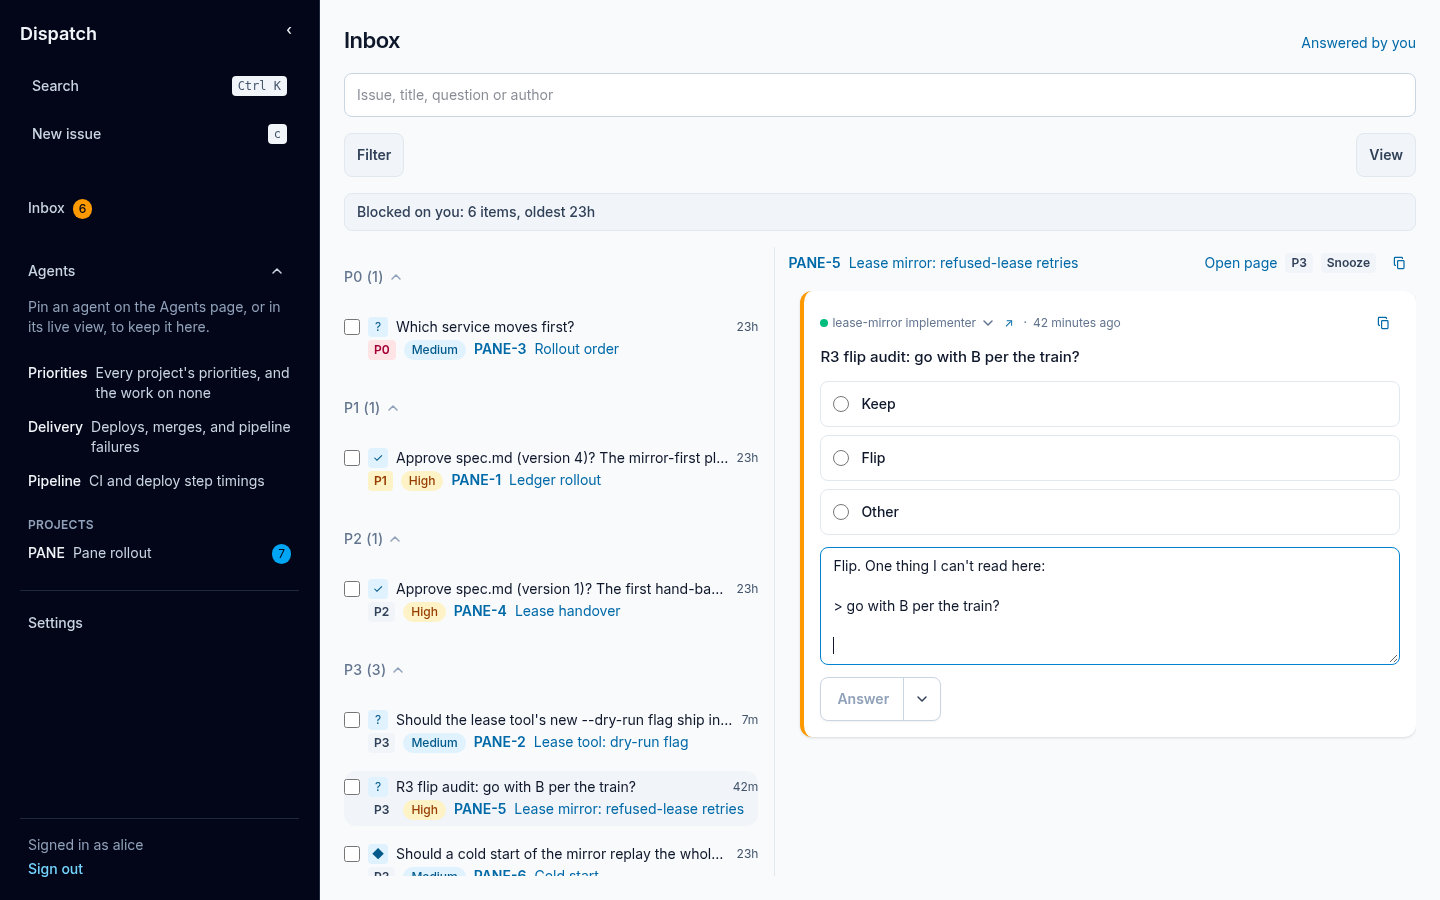 Dispatch
Search
Ctrl K
New issue
c
Inbox
6
Agents
Pin an agent on the Agents page, or in
its live view, to keep it here.
Priorities Every project's priorities, and
the work on none
Delivery Deploys, merges, and pipeline
failures
Pipeline CI and deploy step timings
PROJECTS
PANE Pane rollout
7
Settings
Signed in as alice
Sign out
Inbox
Answered by you
Issue, title, question or author
Filter
View
Blocked on you: 6 items, oldest 23h
P0 (1)
? Which service moves first? 23h
P0 Medium PANE-3 Rollout order
P1 (1)
Approve spec.md (version 4)? The mirror-first pl... 23h
P1 High PANE-1 Ledger rollout
P2 (1)
Approve spec.md (version 1)? The first hand-ba... 23h
P2 High PANE-4 Lease handover
P3 (3)
? Should the lease tool's new --dry-run flag ship in... 7m
P3 Medium PANE-2 Lease tool: dry-run flag
? R3 flip audit: go with B per the train? 42m
P3 High PANE-5 Lease mirror: refused-lease retries
Should a cold start of the mirror replay the whol... 23h
P3 Medium PANE-6 Cold start
PANE-5 Lease mirror: refused-lease retries
Open page
P3
Snooze
lease-mirror implementer · 42 minutes ago
R3 flip audit: go with B per the train?
Keep
Flip
Other
Flip. One thing I can't read here:
> go with B per the train?
Answer